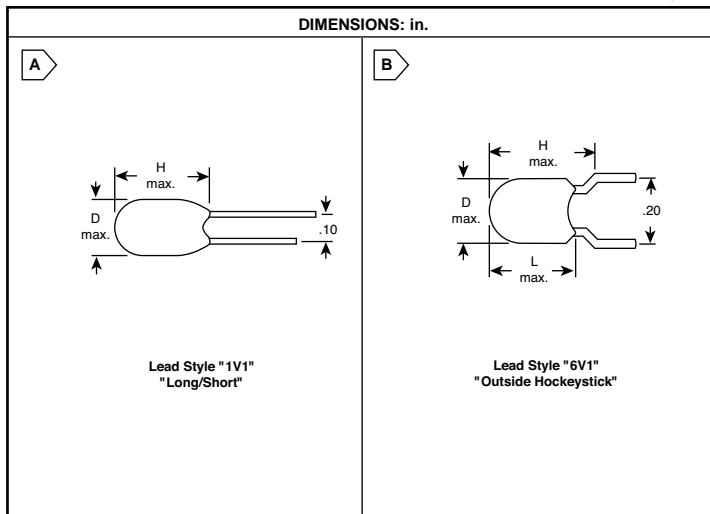 DIMENSIONS: in.
A
H
max.
D
max.
.10
Lead Style "1V1"
"Long/Short"
B
H
max.
D
max.
.20
L
max.
Lead Style "6V1"
"Outside Hockeystick"